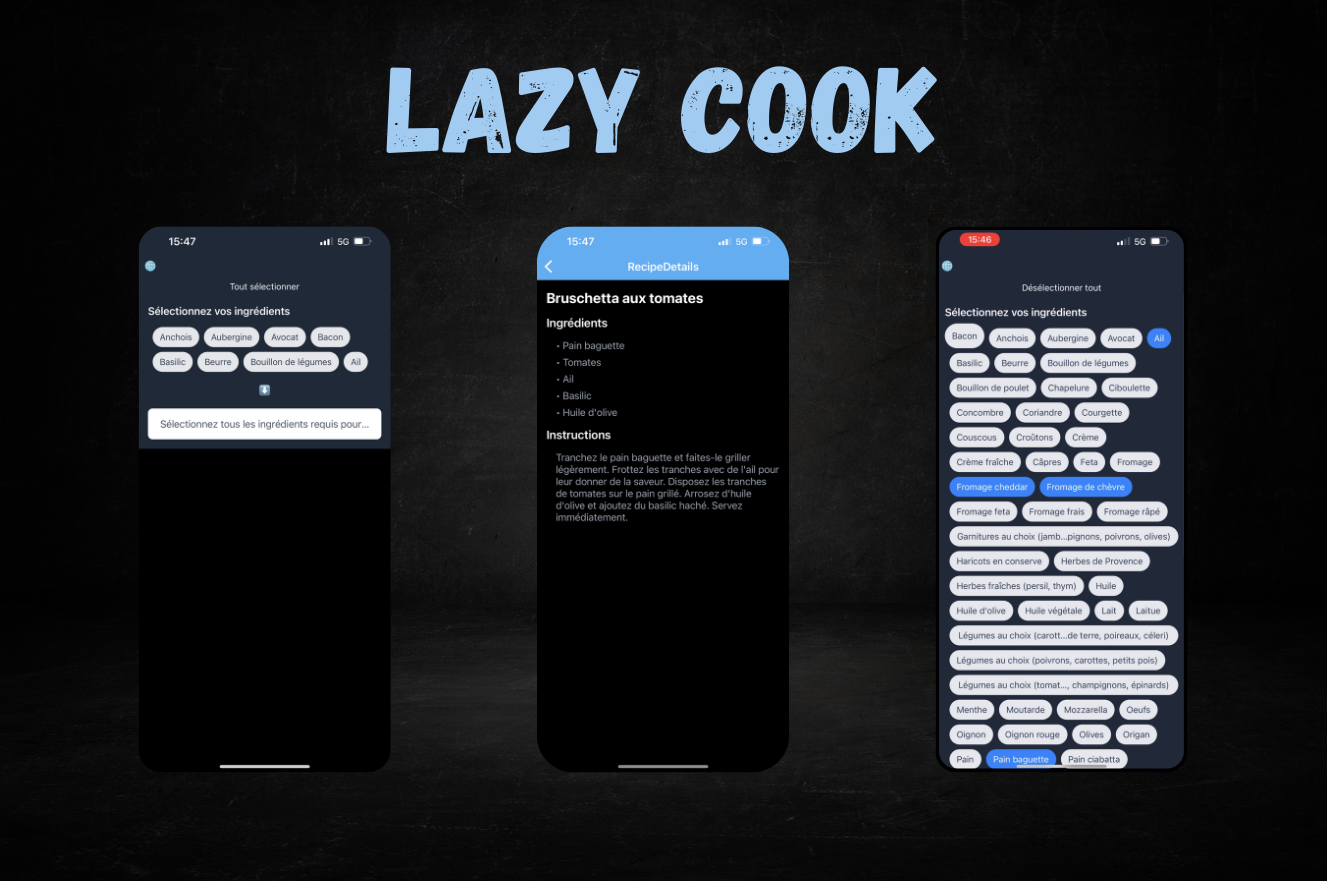 LAZY COOK
15:47
5G
Tout sélectionner
Sélectionnez vos ingrédients
Anchois Aubergine Avocat Bacon
Basilic Beurre Bouillon de légumes Ail
Sélectionnez tous les ingrédients requis pour...
15:47
5G
RecipeDetails
Bruschetta aux tomates
Ingrédients
• Pain baguette
• Tomates
• Ail
• Basilic
• Huile d'olive
Instructions
Tranchez le pain baguette et faites-le griller
légèrement. Frottez les tranches avec de l'ail pour
leur donner de la saveur. Disposez les tranches
de tomates sur le pain grillé. Arrosez d'huile
d'olive et ajoutez du basilic haché. Servez
immédiatement.
15:46
5G
Désélectionner tout
Sélectionnez vos ingrédients
Bacon Anchois Aubergine Avocat Ail
Basilic Beurre Bouillon de légumes
Bouillon de poulet Chapelure Ciboulette
Concombre Coriandre Courgette
Couscous Croûtons Crème
Crème fraîche Câpres Feta Fromage
Fromage cheddar Fromage de chèvre
Fromage feta Fromage frais Fromage râpé
Garnitures au choix (jamb...pignons, poivrons, olives)
Haricots en conserve Herbes de Provence
Herbes fraîches (persil, thym) Huile
Huile d'olive Huile végétale Lait Laitue
Légumes au choix (carott...de terre, poireaux, céleri)
Légumes au choix (poivrons, carottes, petits pois)
Légumes au choix (tomat..., champignons, épinards)
Menthe Moutarde Mozzarella Oeufs
Oignon Oignon rouge Olives Origan
Pain Pain baguette Pain ciabatta